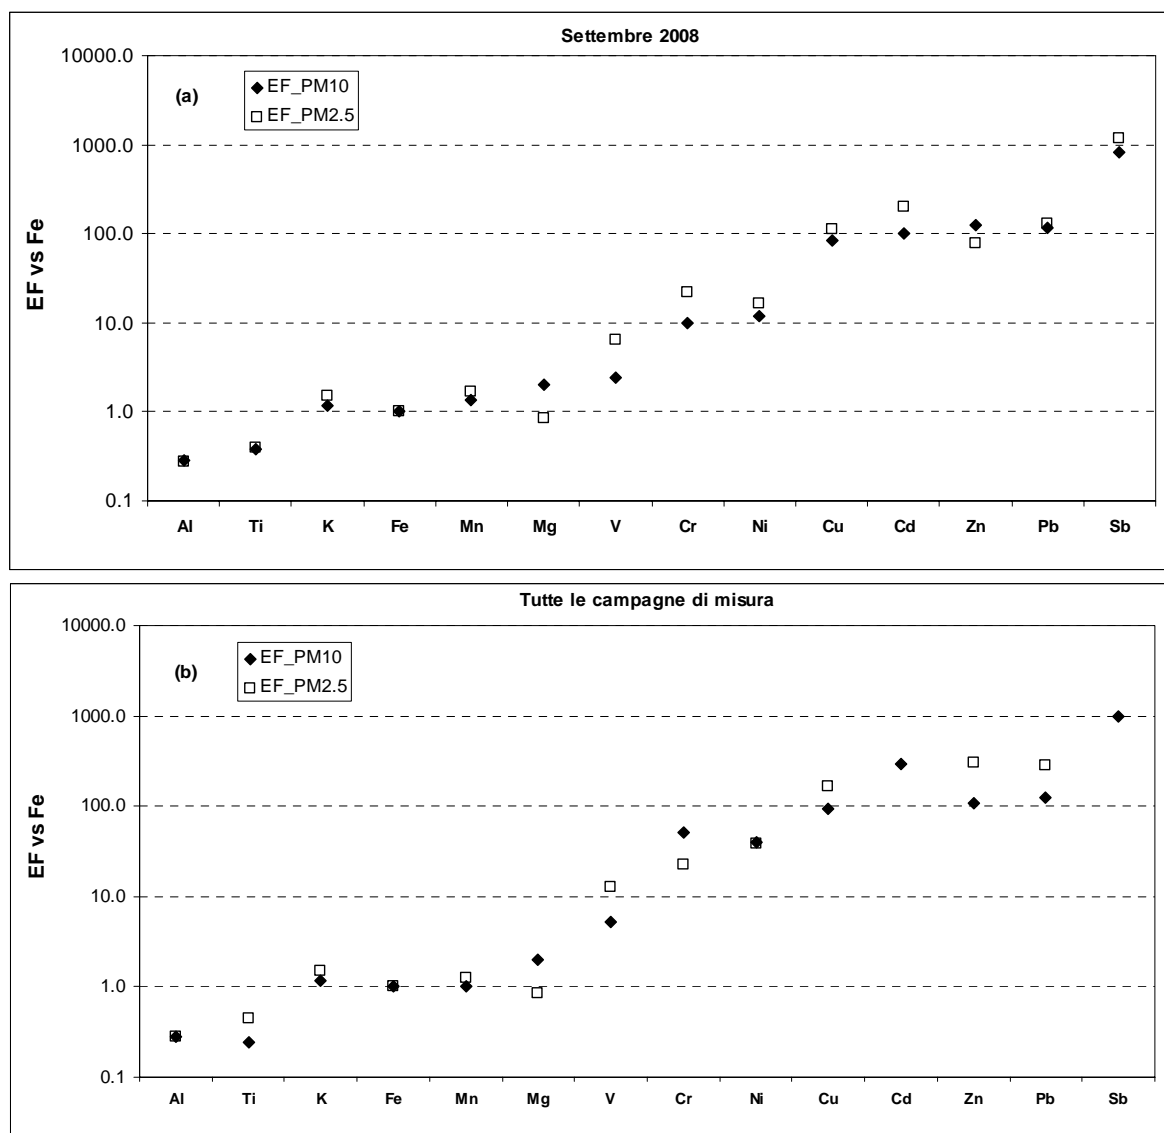 Settembre 2008
10000.0
EF_PM10
(a)
EF_PM2.5
1000.0
EF vs Fe
100.0
10.0
1.0
0.1
Al Ti K Fe Mn Mg V Cr Ni Cu Cd Zn Pb Sb
Tutte le campagne di misura
10000.0
EF_PM10
(b)
EF_PM2.5
1000.0
EF vs Fe
100.0
10.0
1.0
0.1
Al Ti K Fe Mn Mg V Cr Ni Cu Cd Zn Pb Sb